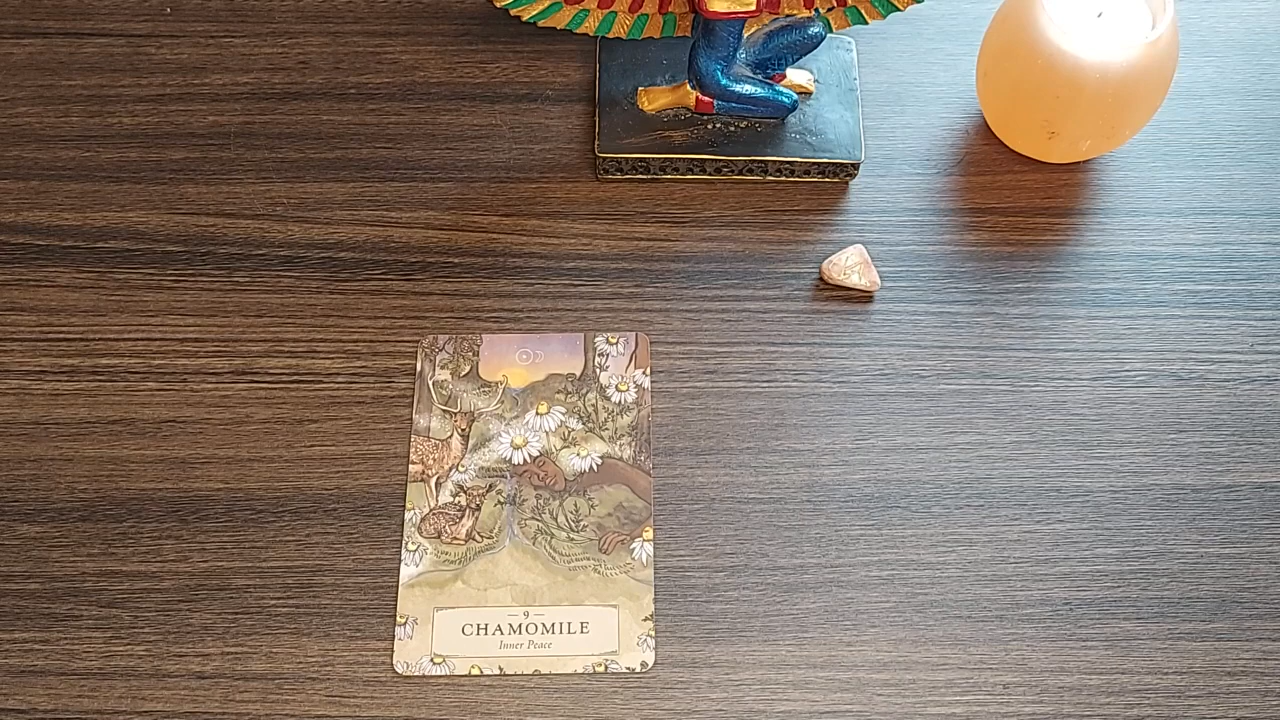 — 9 —
CHAMOMILE
Inner Peace